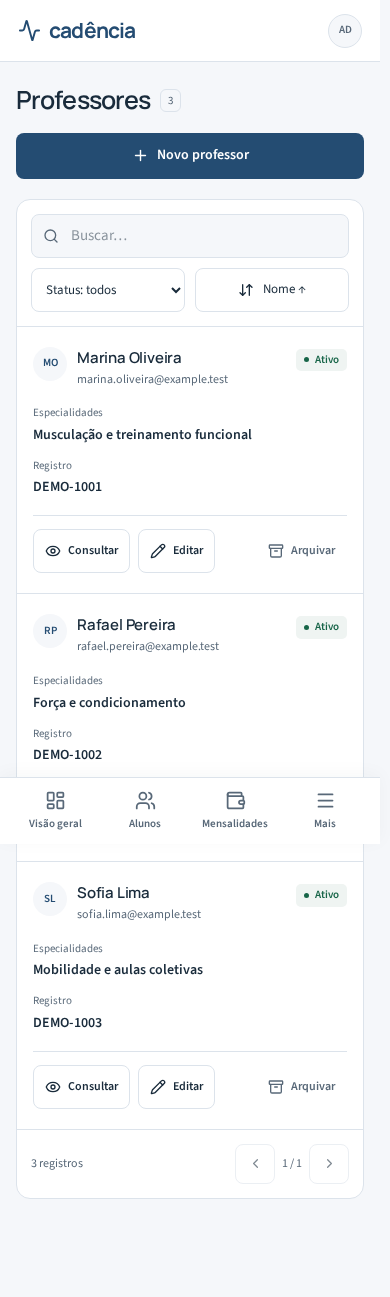 cadência
AD
Professores 3
Novo professor
Buscar...
Status: todos
Nome ↑
MO
Marina Oliveira
Ativo
marina.oliveira@example.test
Especialidades
Musculação e treinamento funcional
Registro
DEMO-1001
Consultar
Editar
Arquivar
RP
Rafael Pereira
Ativo
rafael.pereira@example.test
Especialidades
Força e condicionamento
Registro
DEMO-1002
Visão geral
Alunos
Mensalidades
Mais
SL
Sofia Lima
Ativo
sofia.lima@example.test
Especialidades
Mobilidade e aulas coletivas
Registro
DEMO-1003
Consultar
Editar
Arquivar
3 registros
1 / 1